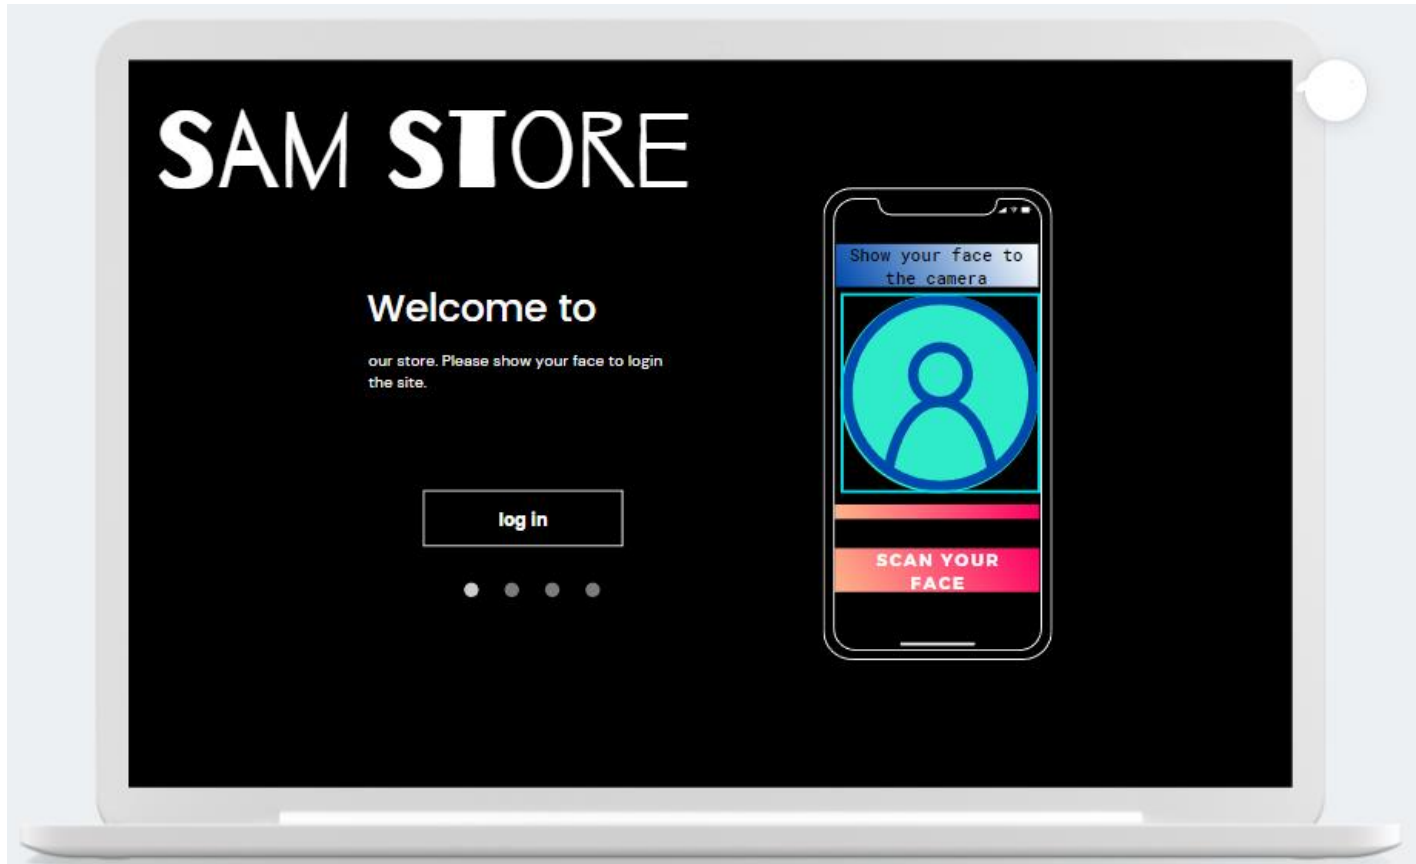 SAM STORE
Welcome to
our store. Please show your face to login
the site.
log in
Show your face to
the camera
SCAN YOUR
FACE